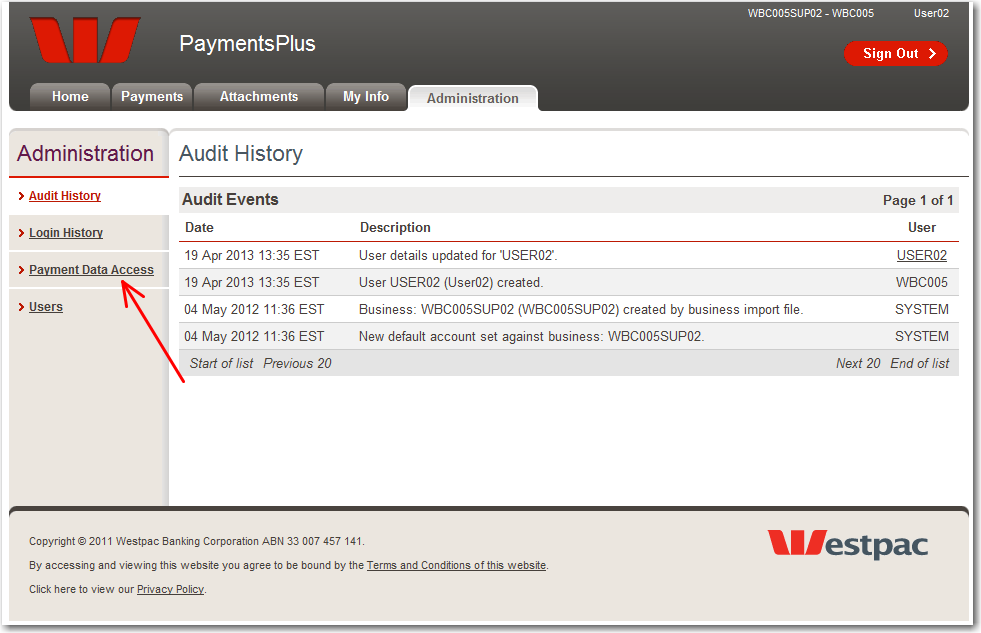 WBC005SUP02 - WBC005 User02
PaymentsPlus
Sign Out
Home Payments Attachments My Info Administration
Administration
Audit History
Login History
Payment Data Access
Users
Audit History
Audit Events Page 1 of 1
Date Description User
19 Apr 2013 13:35 EST User details updated for 'USER02'. USER02
19 Apr 2013 13:35 EST User USER02 (User02) created. WBC005
04 May 2012 11:36 EST Business: WBC005SUP02 (WBC005SUP02) created by business import file. SYSTEM
04 May 2012 11:36 EST New default account set against business: WBC005SUP02. SYSTEM
Start of list Previous 20 Next 20 End of list
Copyright © 2011 Westpac Banking Corporation ABN 33 007 457 141.
By accessing and viewing this website you agree to be bound by the Terms and Conditions of this website.
Click here to view our Privacy Policy.
Westpac